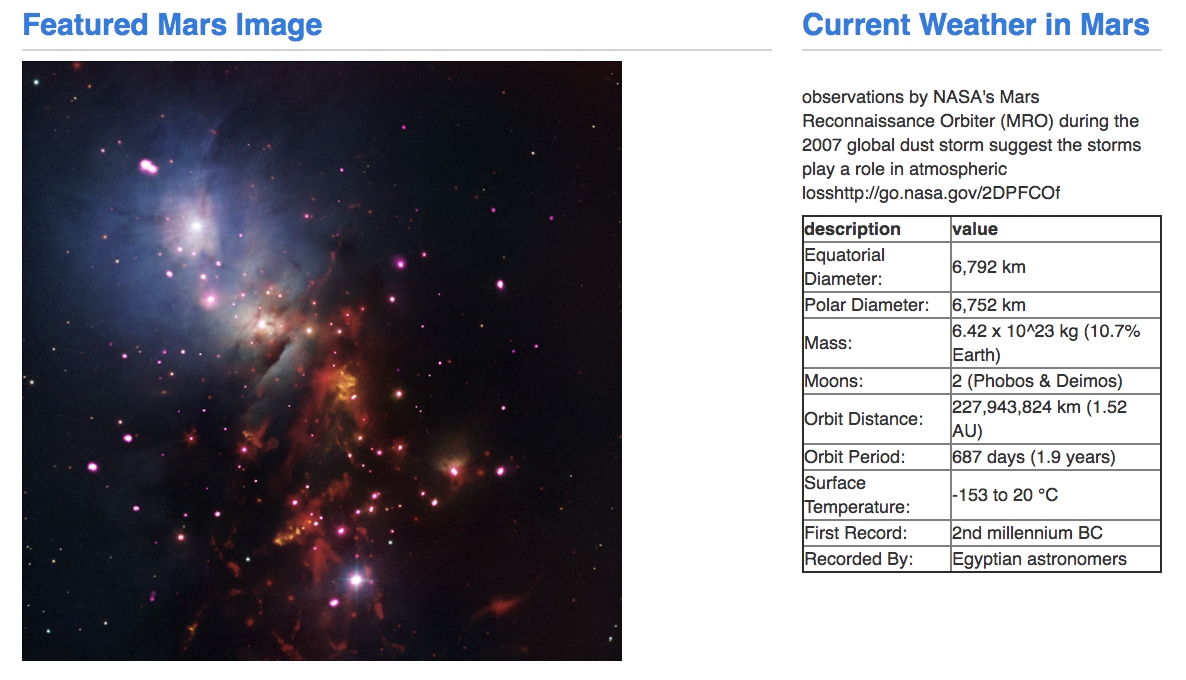 Featured Mars Image
Current Weather in Mars
observations by NASA's Mars
Reconnaissance Orbiter (MRO) during the
2007 global dust storm suggest the storms
play a role in atmospheric
losshttp://go.nasa.gov/2DPFCOf
description value
Equatorial
Diameter: 6,792 km
Polar Diameter: 6,752 km
Mass: 6.42 x 10^23 kg (10.7%
Earth)
Moons: 2 (Phobos & Deimos)
Orbit Distance: 227,943,824 km (1.52
AU)
Orbit Period: 687 days (1.9 years)
Surface
Temperature: -153 to 20 °C
First Record: 2nd millennium BC
Recorded By: Egyptian astronomers